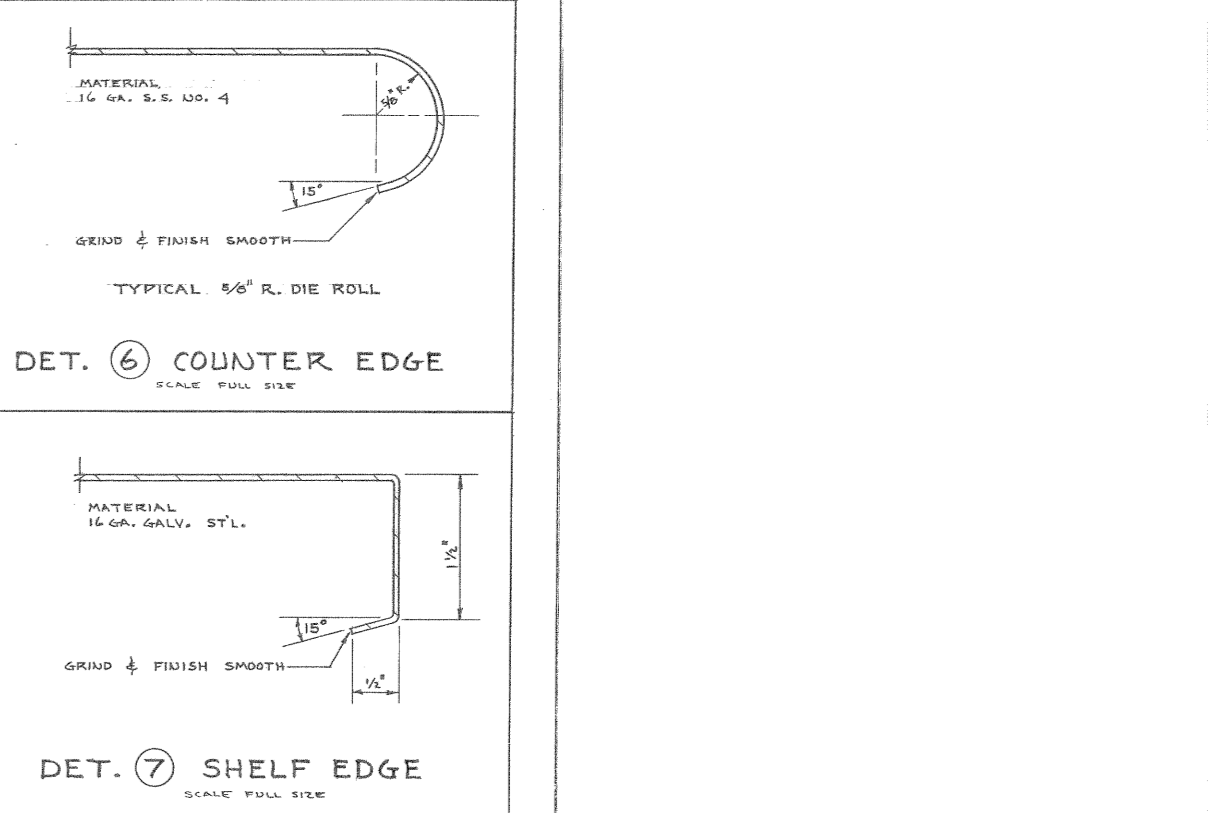 MATERIAL
16 GA. S.S. NO. 4
5/8" R.
15°
GRIND & FINISH SMOOTH
TYPICAL 5/8" R. DIE ROLL
DET. 6 COUNTER EDGE
SCALE FULL SIZE
MATERIAL
16 GA. GALV. ST'L.
1 1/2"
15°
GRIND & FINISH SMOOTH
1/2"
DET. 7 SHELF EDGE
SCALE FULL SIZE